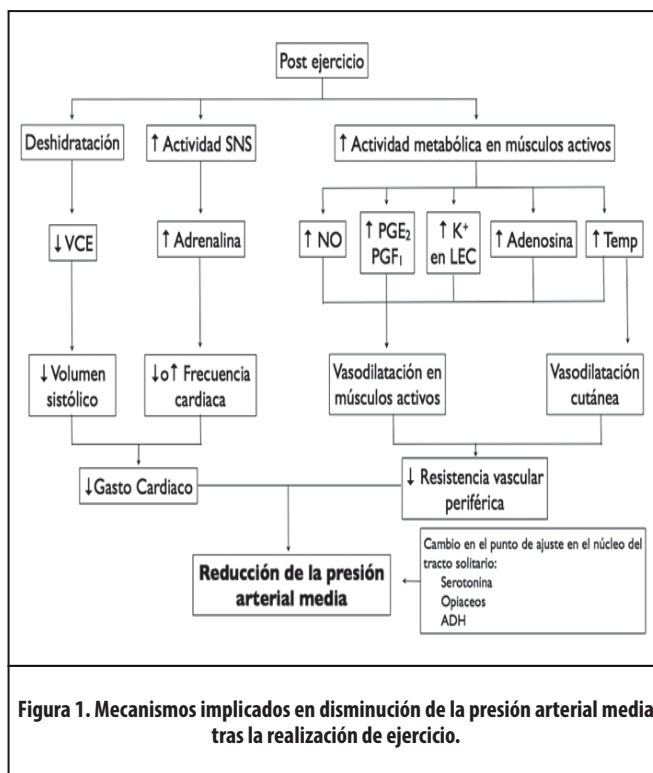 Post ejercicio
Deshidratación
↑ Actividad SNS
↑ Actividad metabólica en músculos activos
↓ VCE
↑ Adrenalina
↑ NO
↑ PGE₂
PGF₁
↑ K⁺
en LEC
↑ Adenosina
↑ Temp
↓ Volumen
sistólico
↓o↑ Frecuencia
cardiaca
Vasodilatación en
músculos activos
Vasodilatación
cutánea
↓Gasto Cardiaco
↓ Resistencia vascular
periférica
Reducción de la presión
arterial media
Cambio en el punto de ajuste en el núcleo del
tracto solitario:
Serotonina
Opiaceos
ADH
Figura 1. Mecanismos implicados en disminución de la presión arterial media
tras la realización de ejercicio.